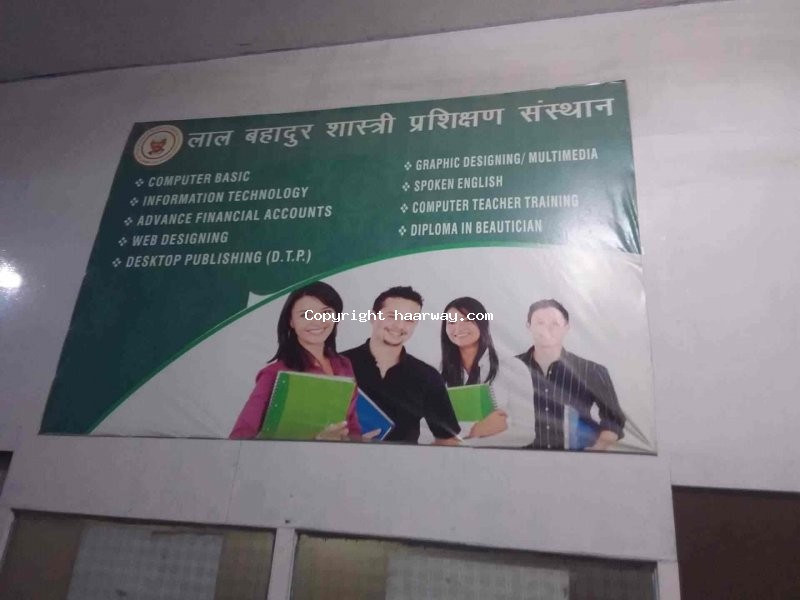 लाल बहादुर शास्त्री प्रशिक्षण संस्थान
❖ COMPUTER BASIC
❖ INFORMATION TECHNOLOGY
❖ ADVANCE FINANCIAL ACCOUNTS
❖ WEB DESIGNING
❖ DESKTOP PUBLISHING (D.T.P.)
❖ GRAPHIC DESIGNING/ MULTIMEDIA
❖ SPOKEN ENGLISH
❖ COMPUTER TEACHER TRAINING
❖ DIPLOMA IN BEAUTICIAN
Copyright haarway.com